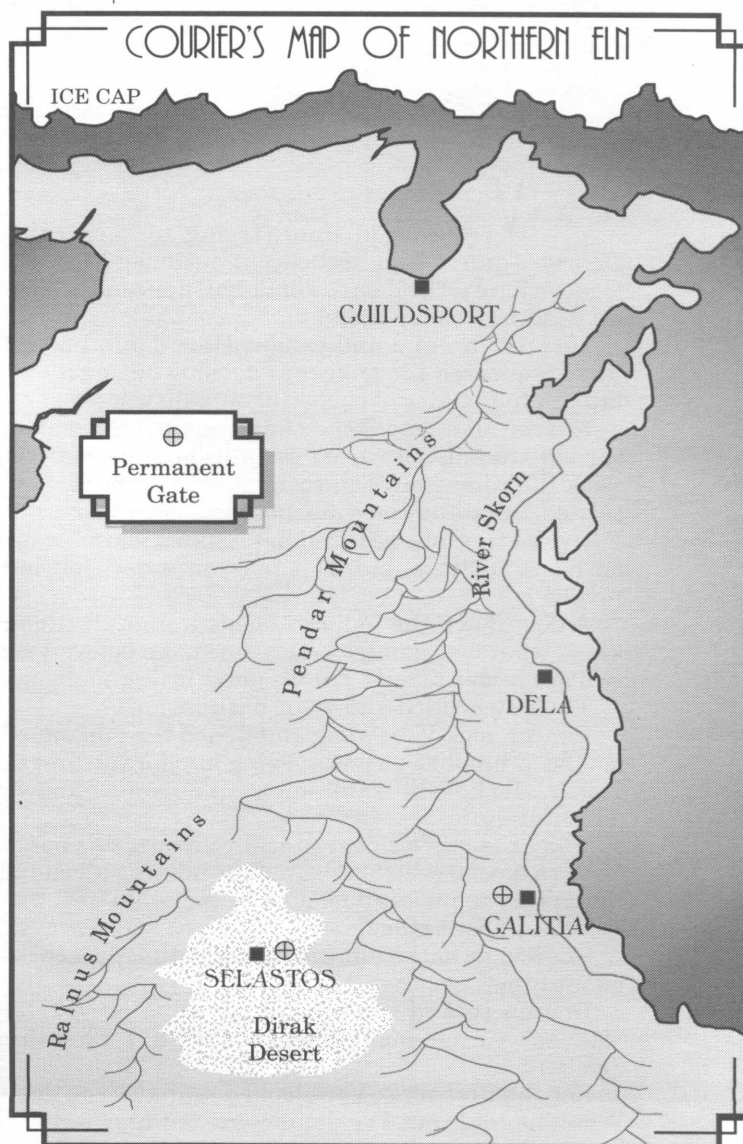 COURIER'S MAP OF NORTHERN ELN
ICE CAP
GUILDSPORT
Permanent
Gate
Pendar Mountains
River Skorn
DELA
Rainus Mountains
GALITIA
SELASTOS
Dirak
Desert